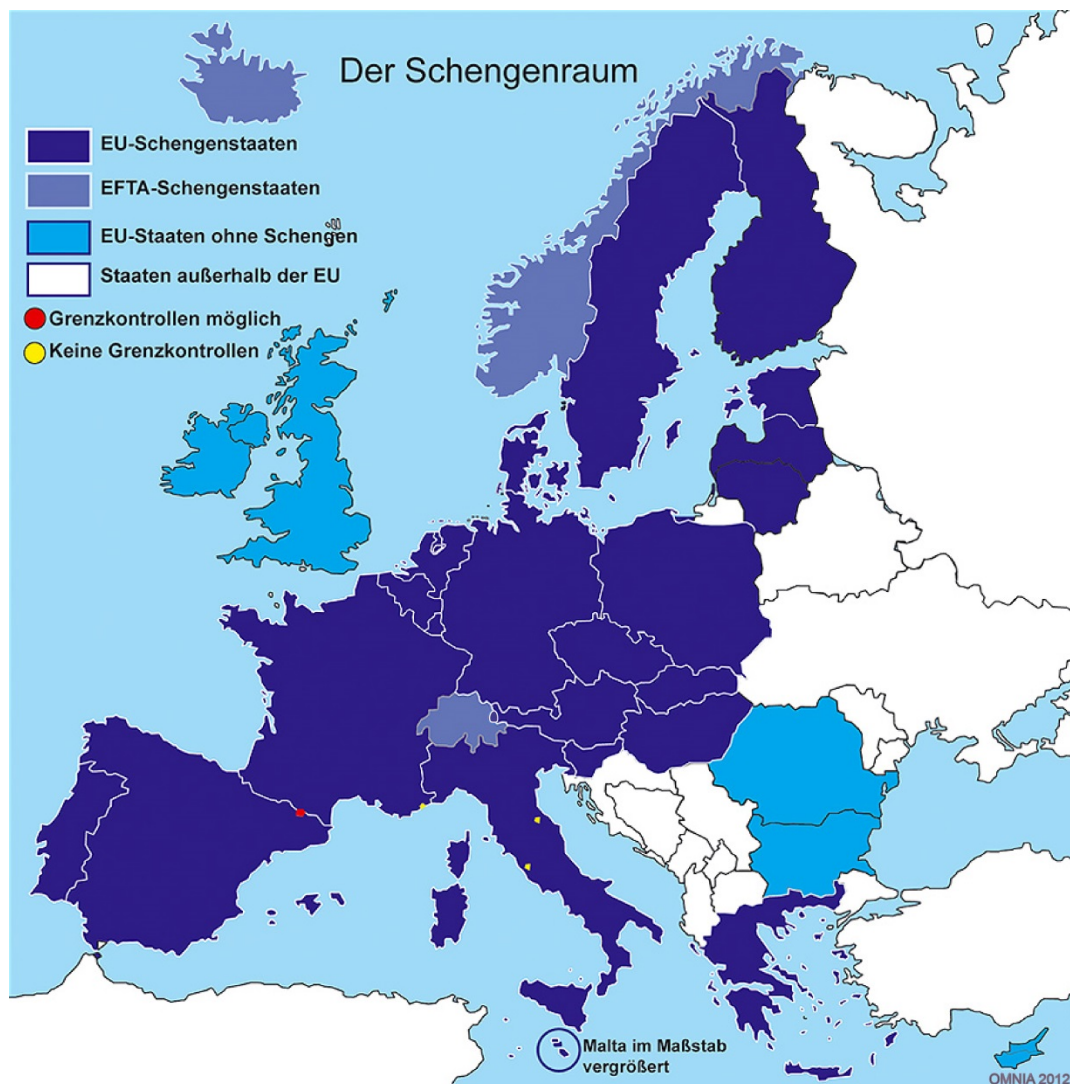 Der Schengenraum
EU-Schengenstaaten
EFTA-Schengenstaaten
EU-Staaten ohne Schengen
Staaten außerhalb der EU
Grenzkontrollen möglich
Keine Grenzkontrollen
Malta im Maßstab
vergrößert
OMNIA 2012